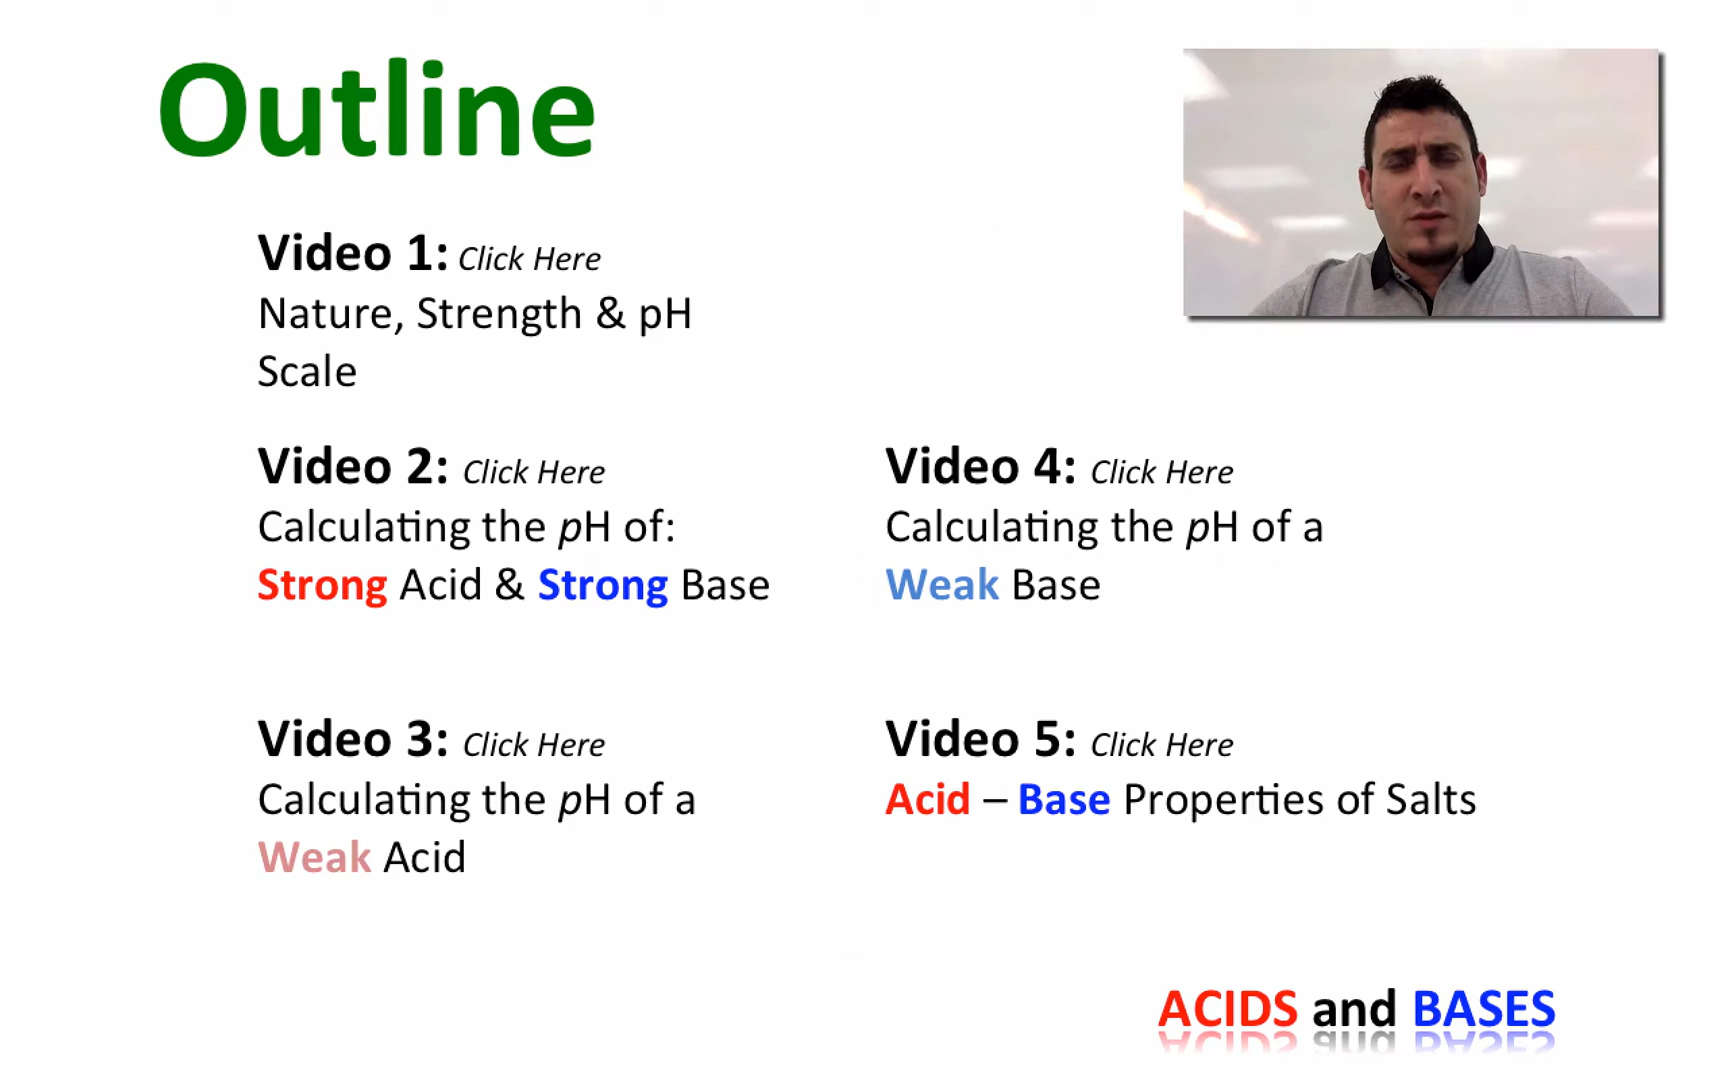 Outline
Video 1: Click Here
Nature, Strength & pH
Scale
Video 2: Click Here
Calculating the pH of:
Strong Acid & Strong Base
Video 3: Click Here
Calculating the pH of a
Weak Acid
Video 4: Click Here
Calculating the pH of a
Weak Base
Video 5: Click Here
Acid – Base Properties of Salts
ACIDS and BASES